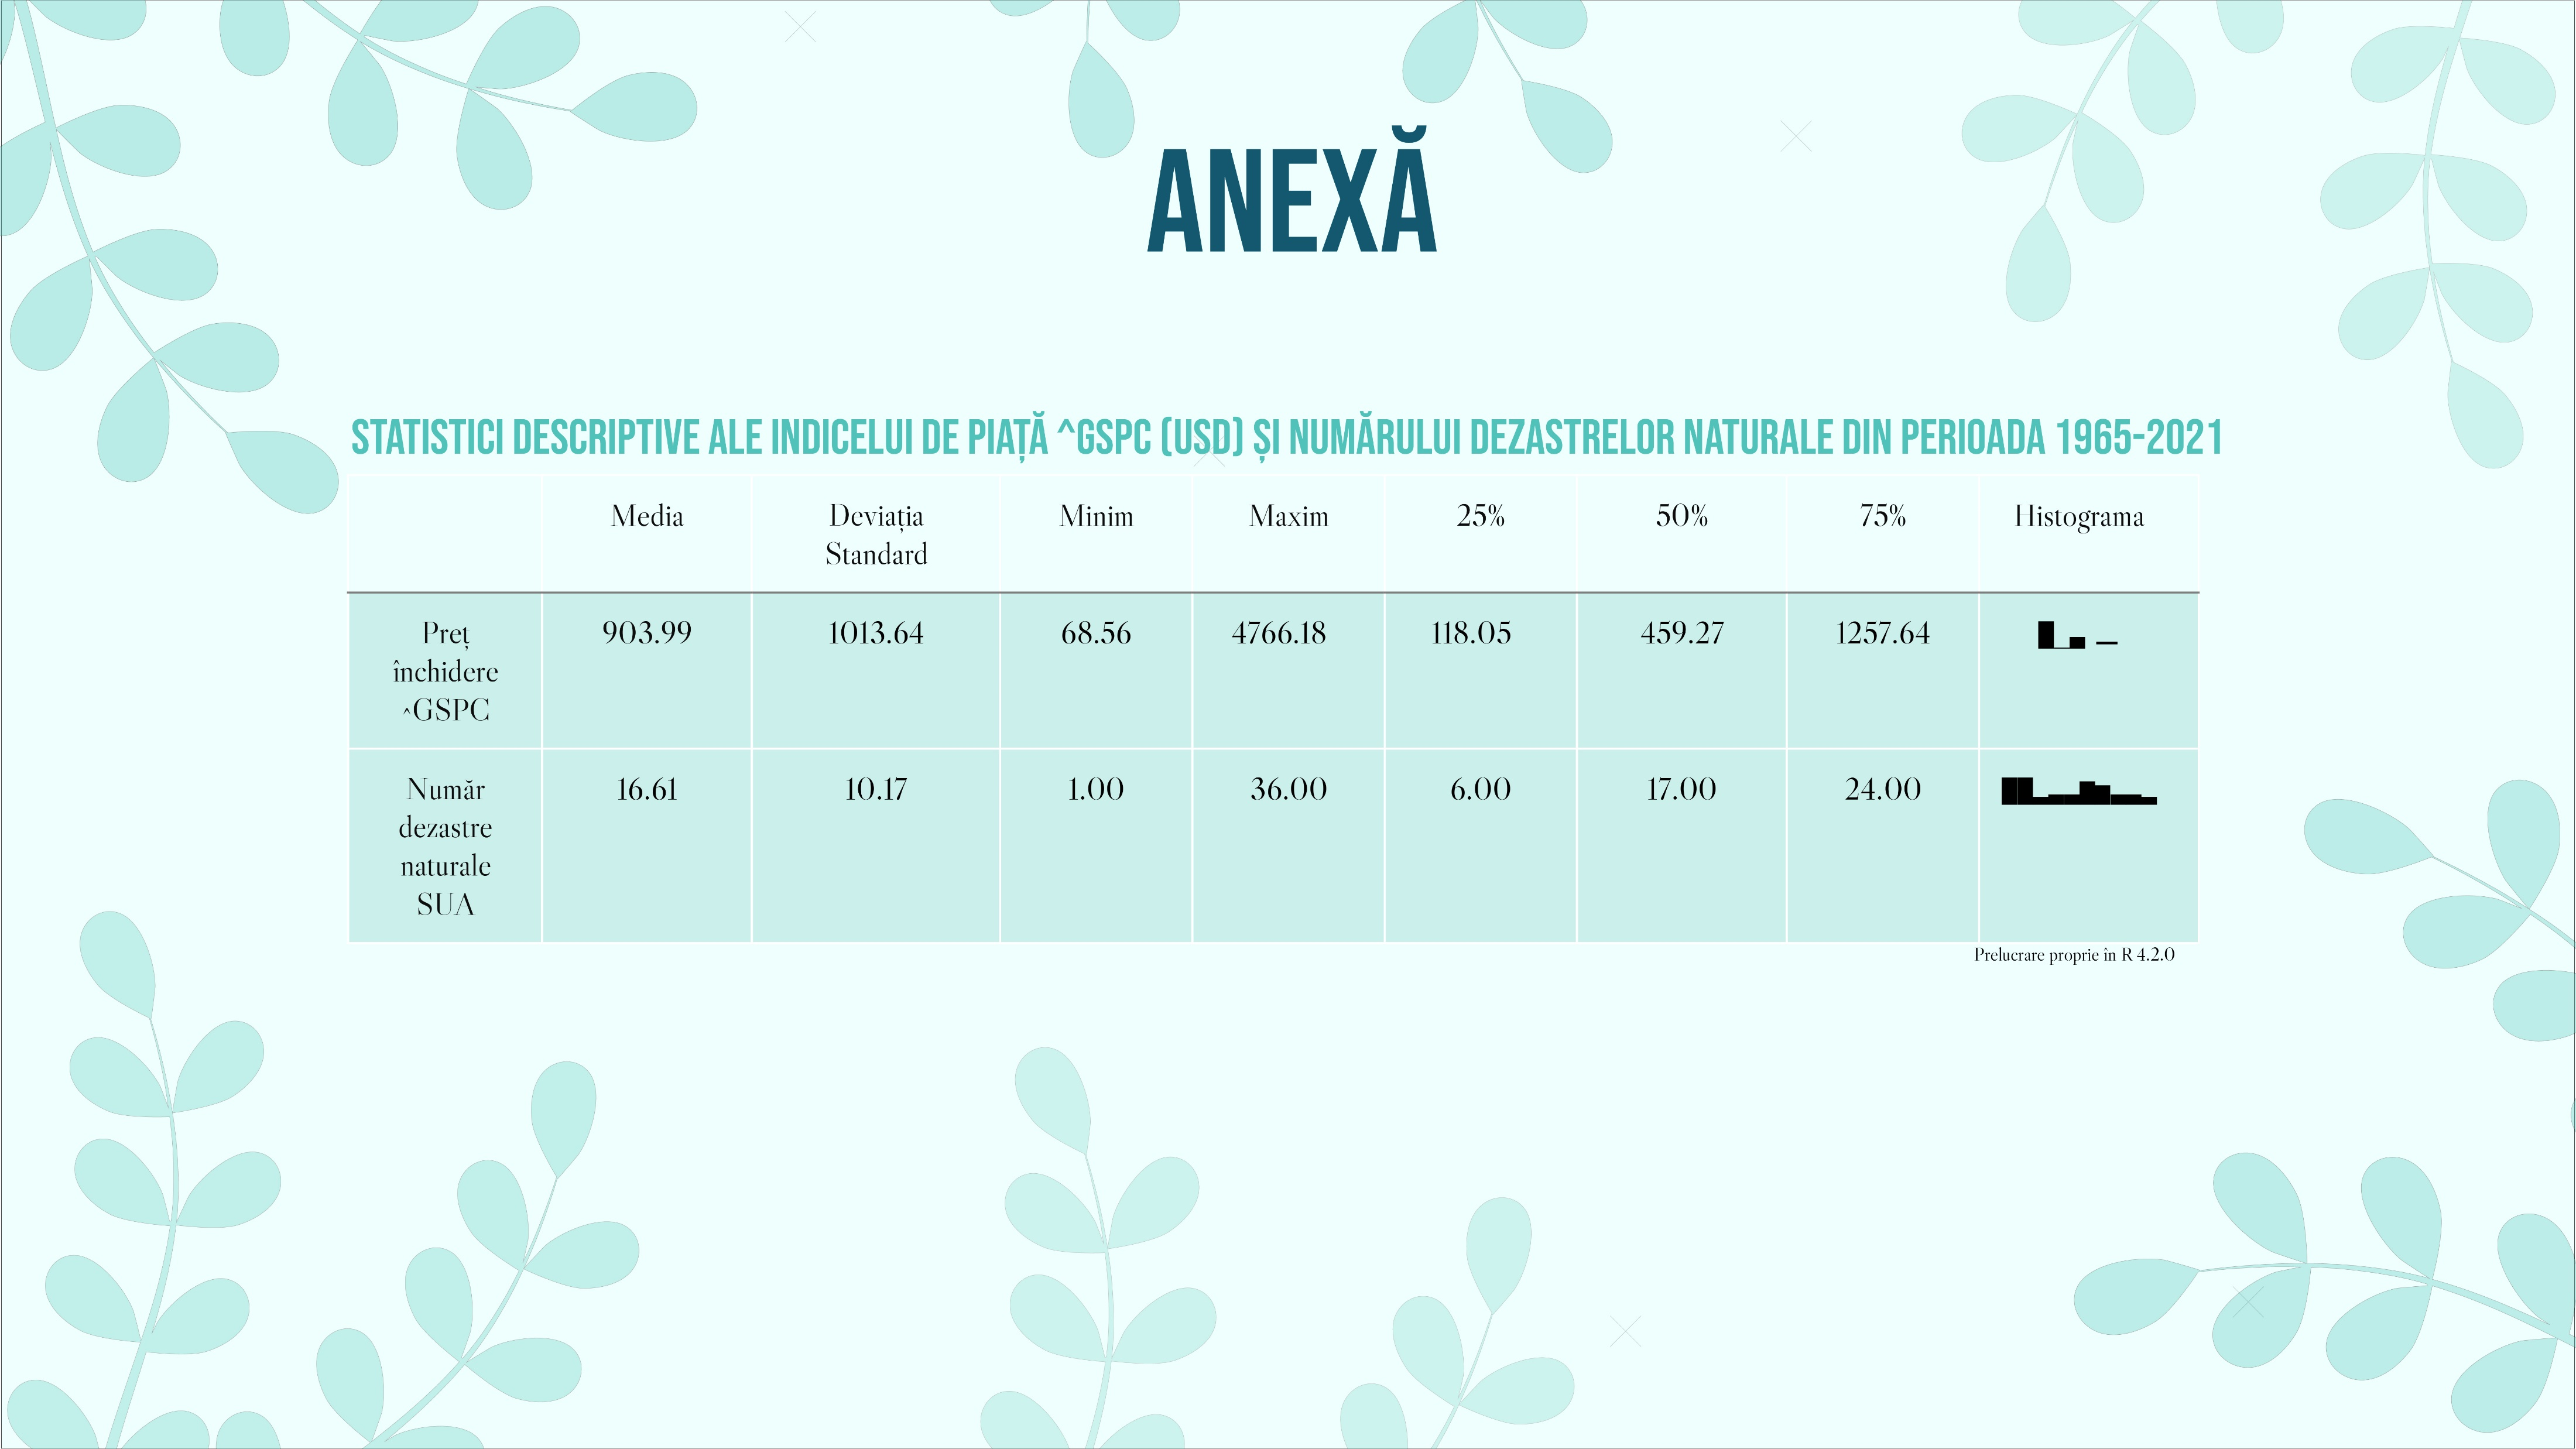 ANEXĂ
STATISTICI DESCRIPTIVE ALE INDICELUI DE PIAȚĂ ^GSPC (USD) ȘI NUMĂRULUI DEZASTRELOR NATURALE DIN PERIOADA 1965-2021
Media Deviația Standard Minim Maxim 25% 50% 75% Histograma
Preț închidere ^GSPC 903.99 1013.64 68.56 4766.18 118.05 459.27 1257.64
Număr dezastre naturale SUA 16.61 10.17 1.00 36.00 6.00 17.00 24.00
Prelucrare proprie în R 4.2.0